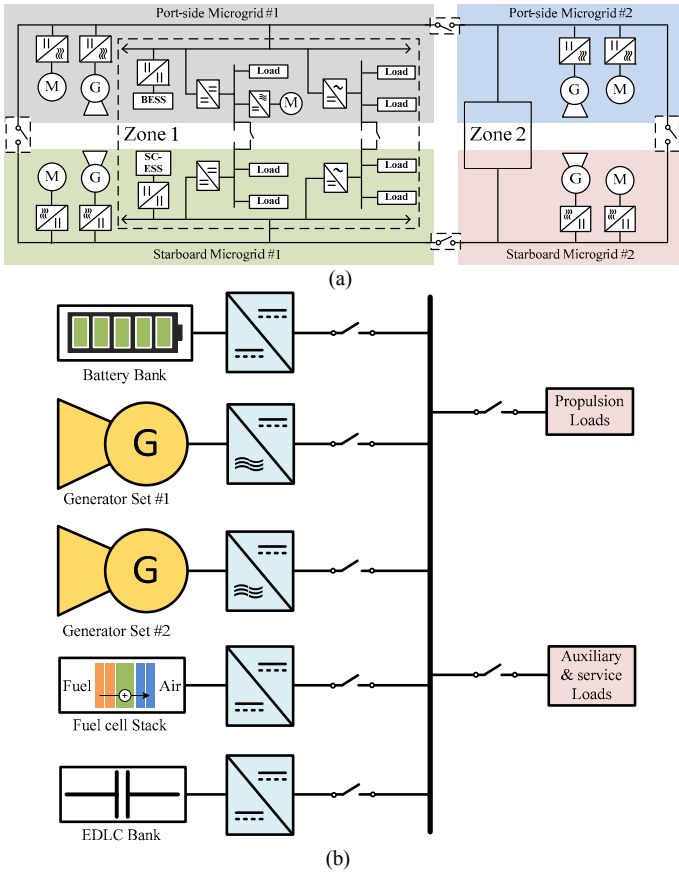 Port-side Microgrid #1
Port-side Microgrid #2
M
G
BESS
Load
M
Load
Load
Load
G
M
Zone 1
Zone 2
M
G
SC-
ESS
Load
Load
Load
Load
G
M
Starboard Microgrid #1
Starboard Microgrid #2
(a)
Battery Bank
Propulsion
Loads
G
Generator Set #1
G
Generator Set #2
Fuel
Air
Fuel cell Stack
Auxiliary
& service
Loads
EDLC Bank
(b)